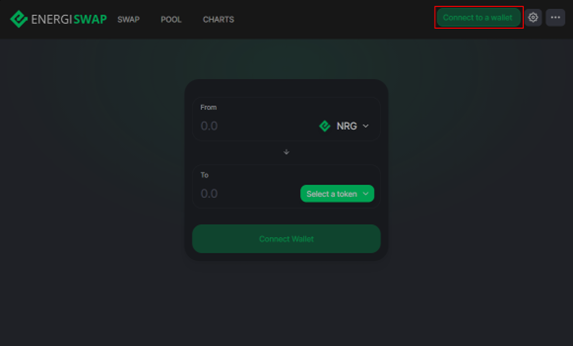 ENERGISWAP SWAP POOL CHARTS Connect to a wallet
From
0.0 NRG
To
0.0 Select a token
Connect Wallet